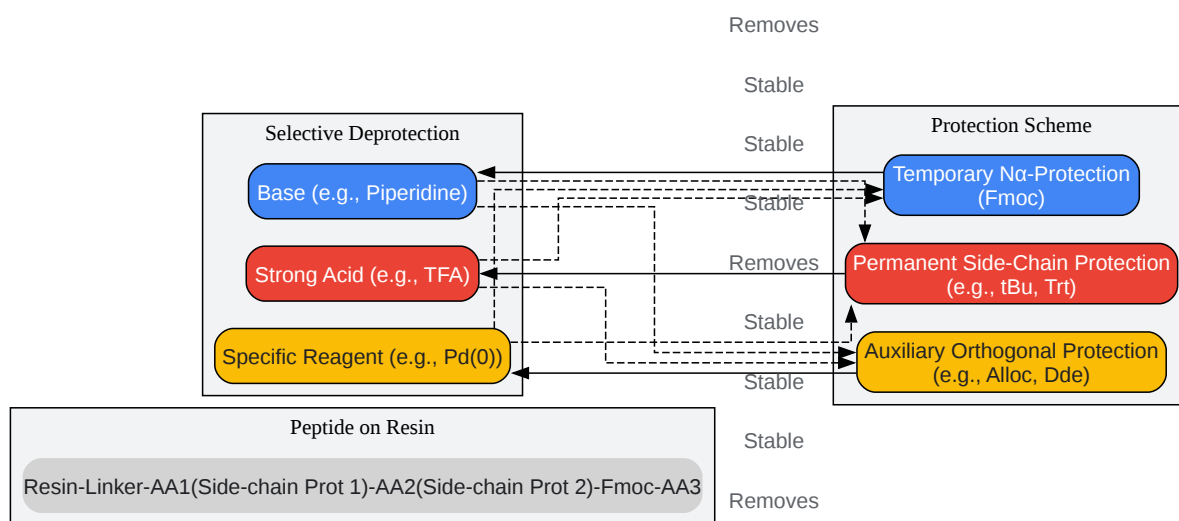 Removes
Stable
Selective Deprotection
Protection Scheme
Stable
Base (e.g., Piperidine)
Temporary Nα-Protection
(Fmoc)
Stable
Strong Acid (e.g., TFA)
Removes
Permanent Side-Chain Protection
(e.g., tBu, Trt)
Stable
Specific Reagent (e.g., Pd(0))
Auxiliary Orthogonal Protection
(e.g., Alloc, Dde)
Stable
Peptide on Resin
Stable
Resin-Linker-AA1(Side-chain Prot 1)-AA2(Side-chain Prot 2)-Fmoc-AA3
Removes